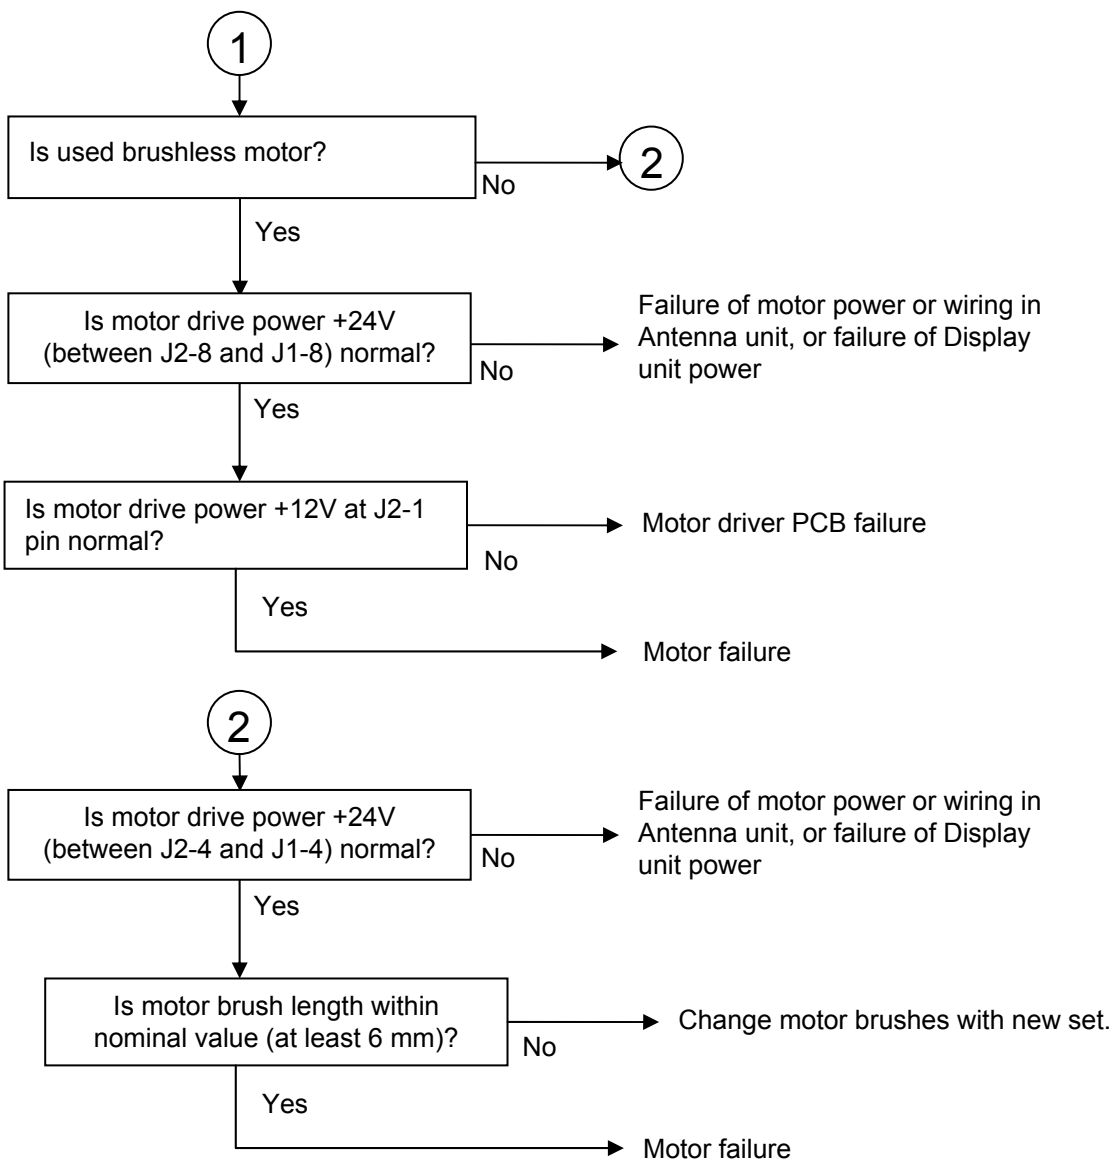 1
Is used brushless motor?
2
No
Yes
Is motor drive power +24V
(between J2-8 and J1-8) normal?
Failure of motor power or wiring in
Antenna unit, or failure of Display
unit power
No
Yes
Is motor drive power +12V at J2-1
pin normal?
Motor driver PCB failure
No
Yes
Motor failure
2
Is motor drive power +24V
(between J2-4 and J1-4) normal?
Failure of motor power or wiring in
Antenna unit, or failure of Display
unit power
No
Yes
Is motor brush length within
nominal value (at least 6 mm)?
Change motor brushes with new set.
No
Yes
Motor failure